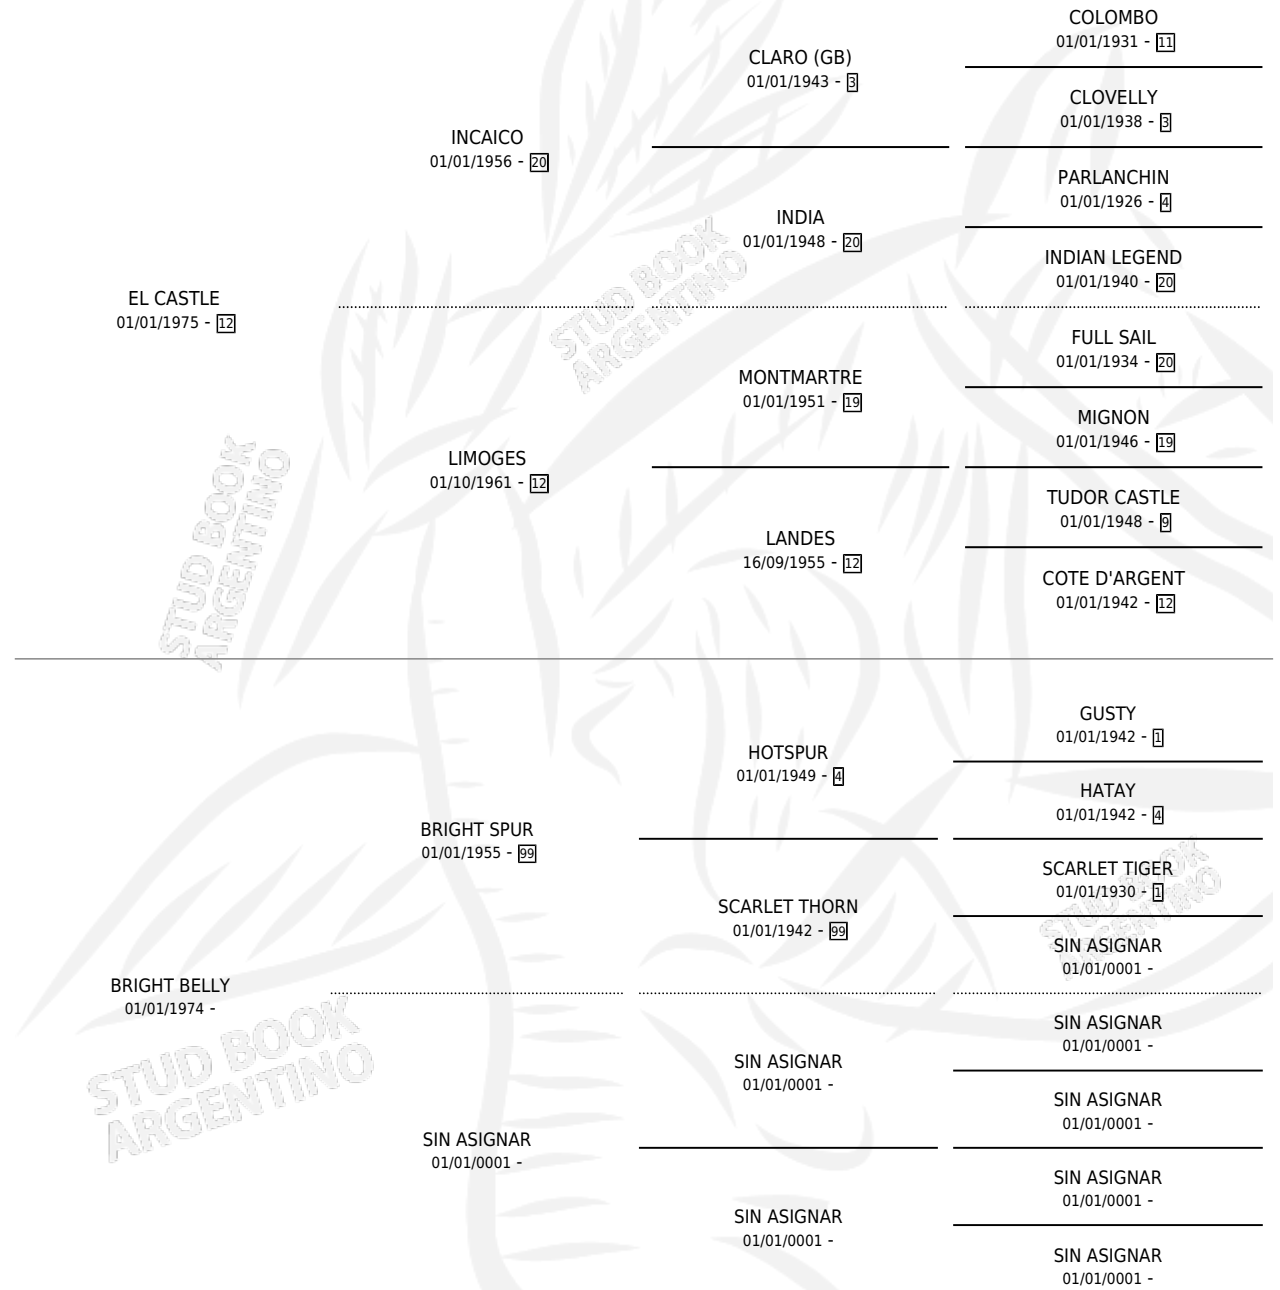 COLOMBO
01/01/1931 - 11
CLARO (GB)
01/01/1943 - 3
CLOVELLY
01/01/1938 - 3
INCAICO
01/01/1956 - 20
PARLANCHIN
01/01/1926 - 4
INDIA
01/01/1948 - 20
INDIAN LEGEND
01/01/1940 - 20
EL CASTLE
01/01/1975 - 12
STUD BOOK
ARGENTINO
FULL SAIL
01/01/1934 - 20
MONTMARTRE
01/01/1951 - 19
MIGNON
01/01/1946 - 19
LIMOGES
01/10/1961 - 12
TUDOR CASTLE
01/01/1948 - 9
LANDES
16/09/1955 - 12
COTE D'ARGENT
01/01/1942 - 12
STUD BOOK
ARGENTINO
GUSTY
01/01/1942 - 1
HOTSPUR
01/01/1949 - 4
HATAY
01/01/1942 - 4
BRIGHT SPUR
01/01/1955 - 99
SCARLET TIGER
01/01/1930 - 1
SCARLET THORN
01/01/1942 - 99
STUD BOOK
ARGENTINO
SIN ASIGNAR
01/01/0001 -
BRIGHT BELLY
01/01/1974 -
STUD BOOK
ARGENTINO
SIN ASIGNAR
01/01/0001 -
SIN ASIGNAR
01/01/0001 -
SIN ASIGNAR
01/01/0001 -
SIN ASIGNAR
01/01/0001 -
SIN ASIGNAR
01/01/0001 -
SIN ASIGNAR
01/01/0001 -
SIN ASIGNAR
01/01/0001 -